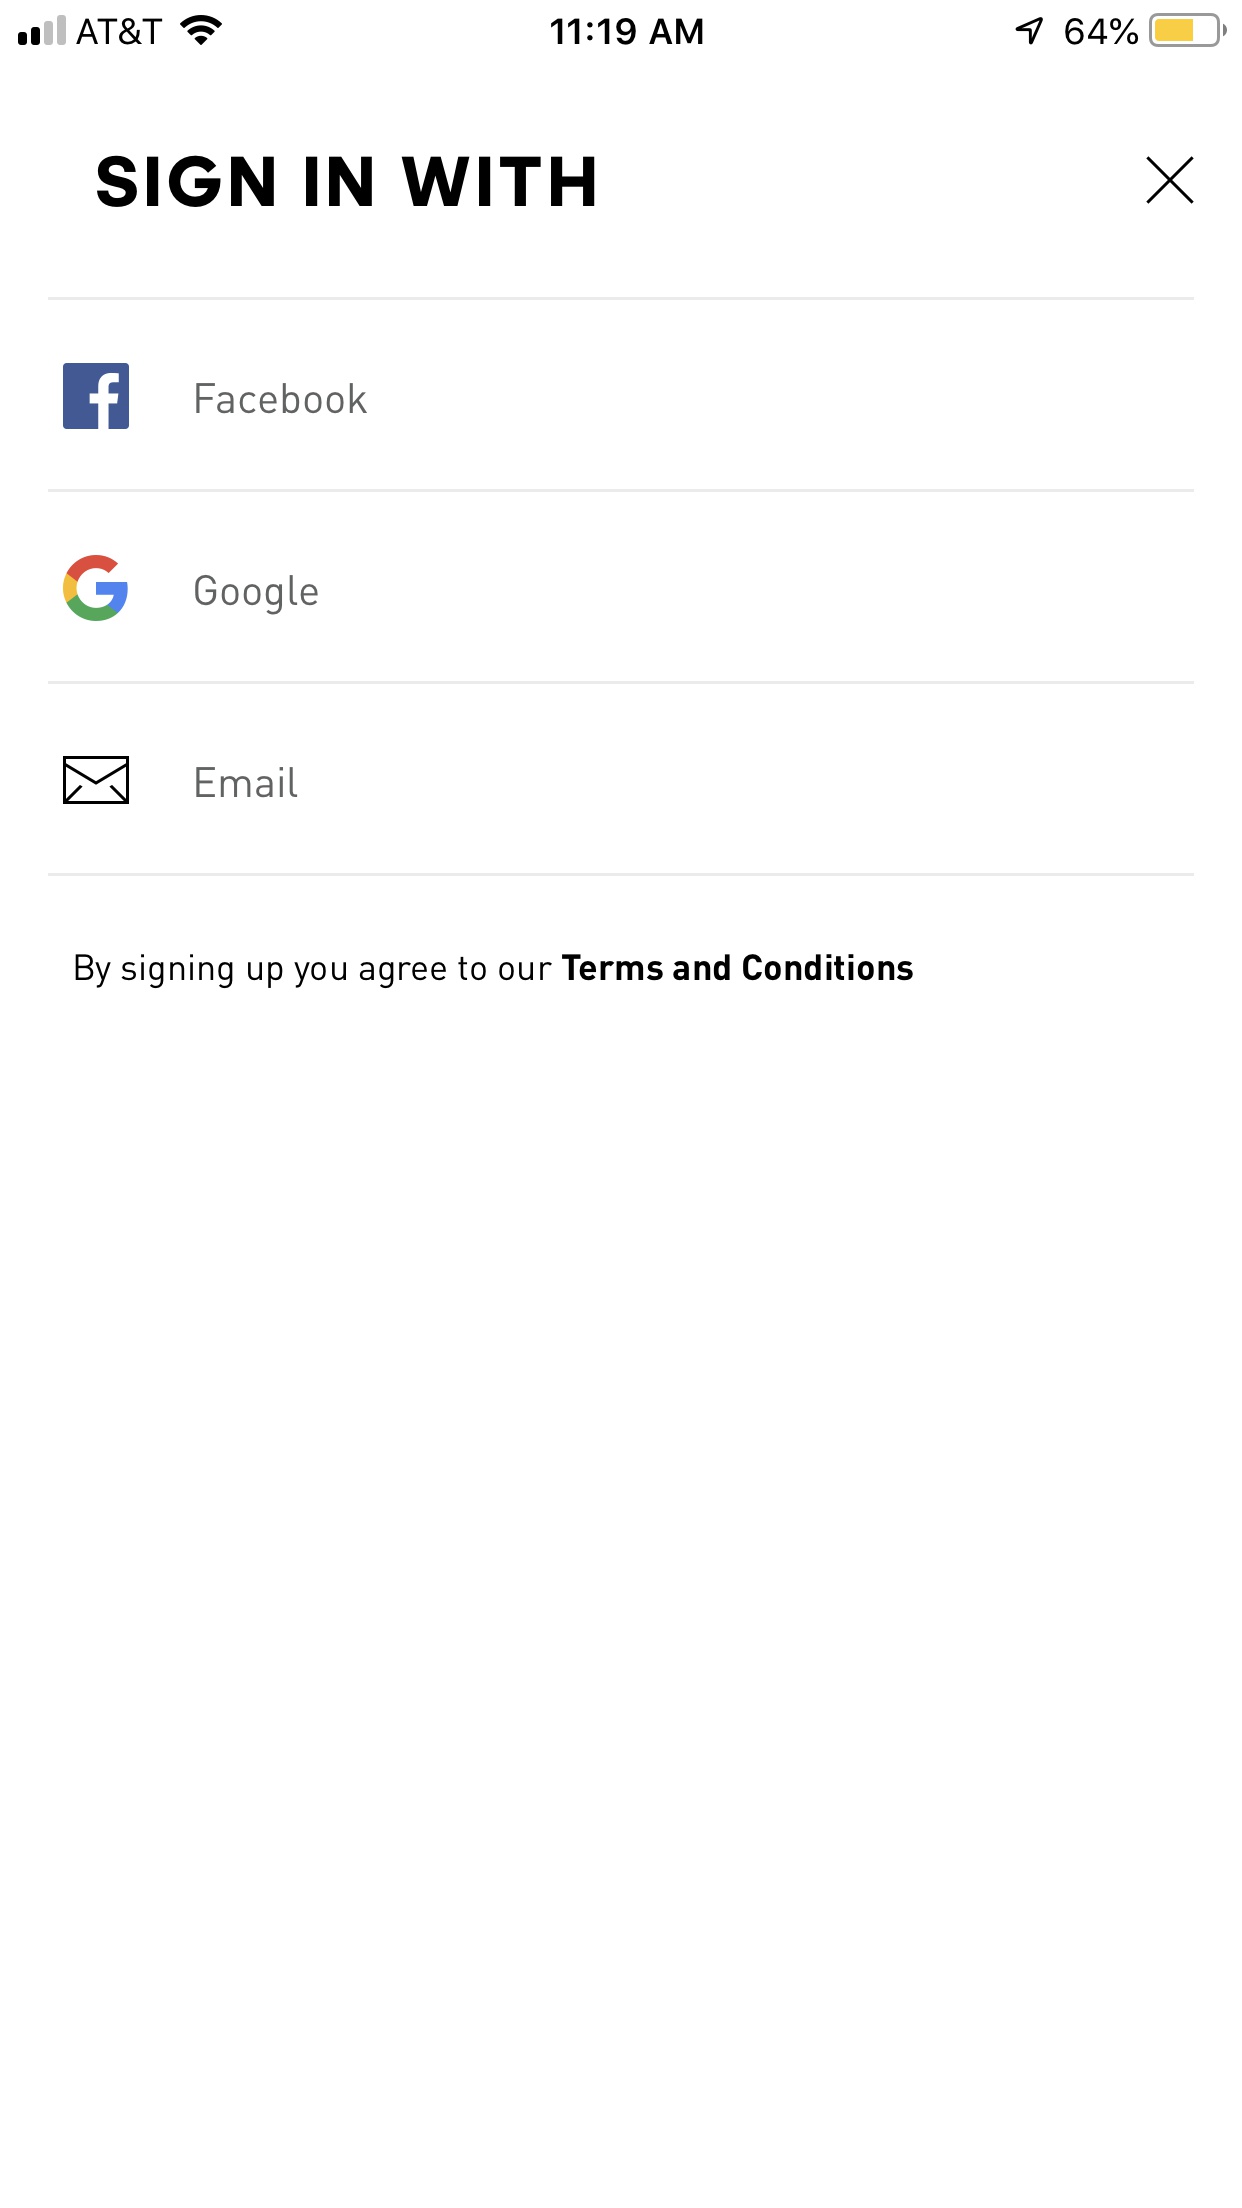 AT&T 11:19 AM 64%
SIGN IN WITH
Facebook
Google
Email
By signing up you agree to our Terms and Conditions